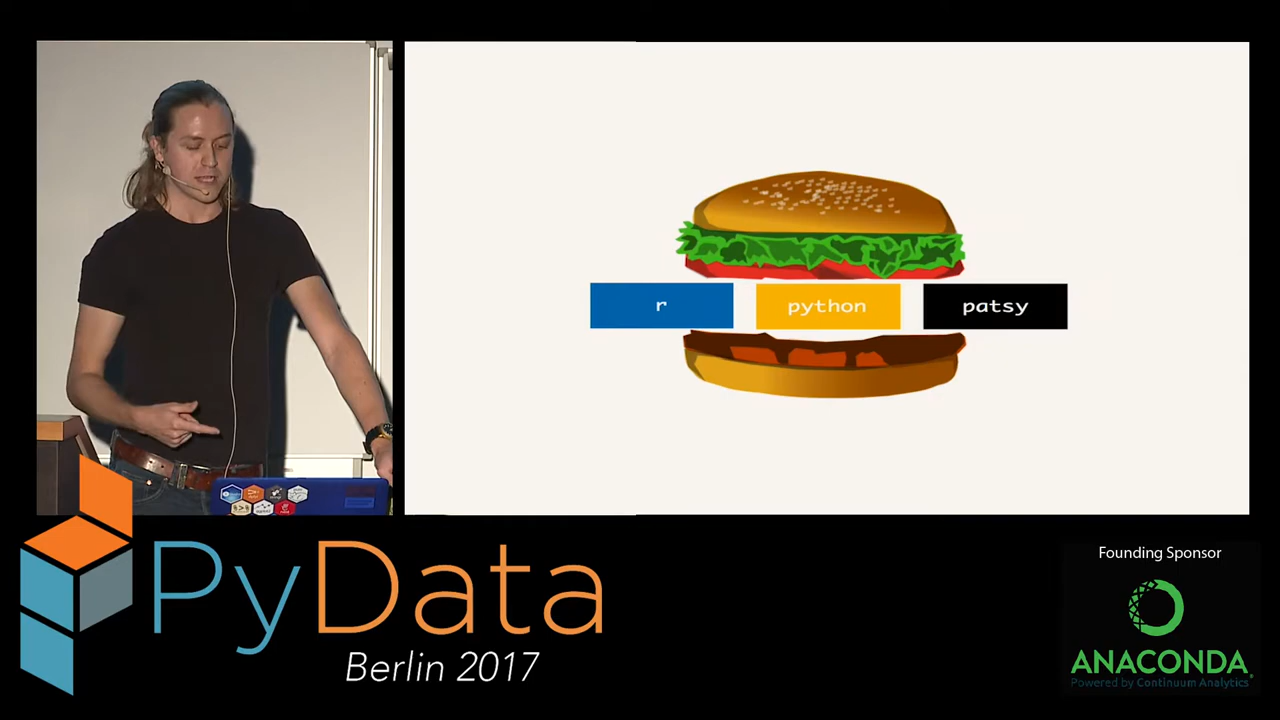 r
python
patsy
PyData
Berlin 2017
Founding Sponsor
ANACONDA
Powered by Continuum Analytics